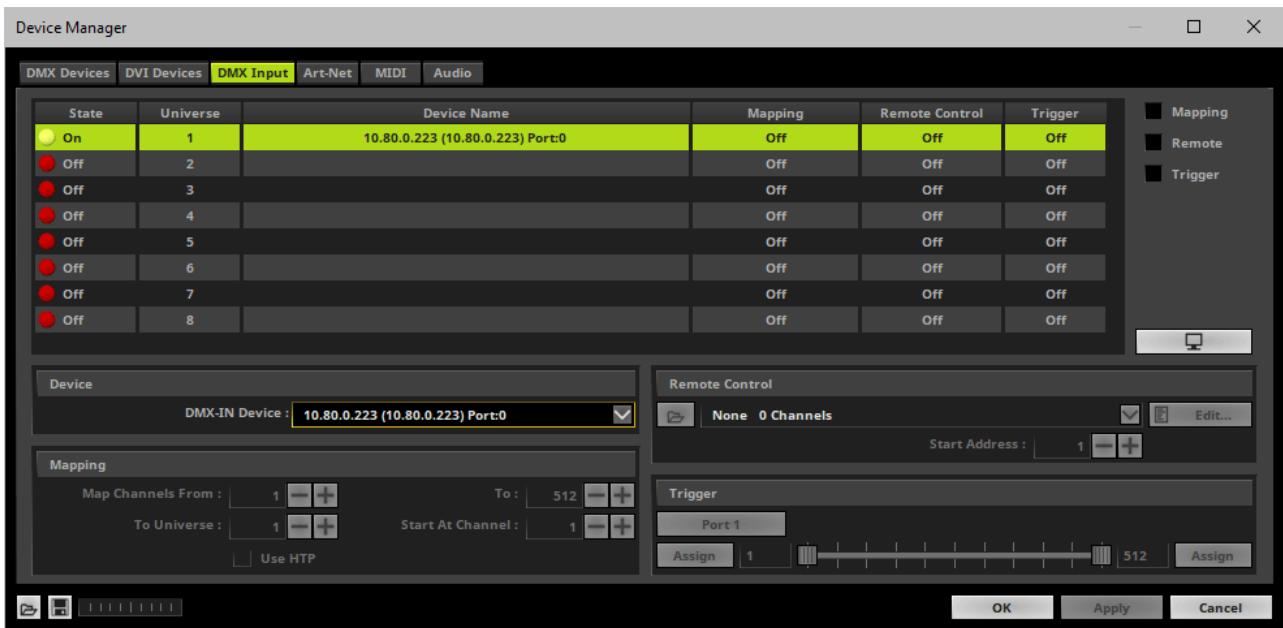 Device Manager
DMX Devices DVI Devices DMX Input Art-Net MIDI Audio
State Universe Device Name Mapping Remote Control Trigger
On 1 10.80.0.223 (10.80.0.223) Port:0 Off Off Off
Off 2 Off Off Off
Off 3 Off Off Off
Off 4 Off Off Off
Off 5 Off Off Off
Off 6 Off Off Off
Off 7 Off Off Off
Off 8 Off Off Off
Mapping
Remote
Trigger
Device
DMX-IN Device : 10.80.0.223 (10.80.0.223) Port:0
Mapping
Map Channels From : 1 To : 512
To Universe : 1 Start At Channel : 1
Use HTP
Remote Control
None 0 Channels Edit...
Start Address : 1
Trigger
Port 1
Assign 1 512 Assign
OK Apply Cancel